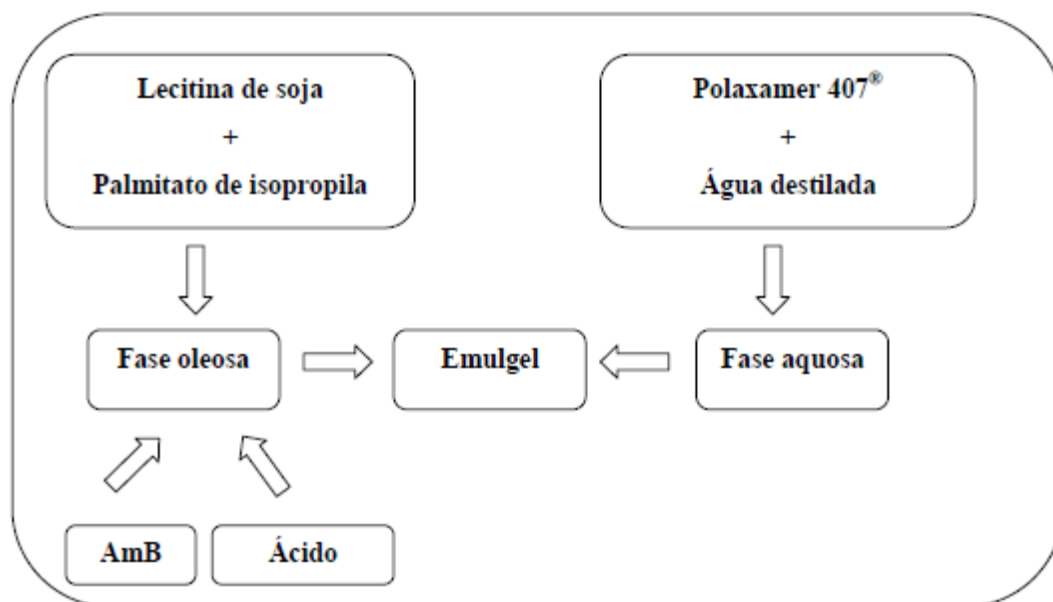 Lecitina de soja
+
Palmitato de isopropila
Polaxamer 407®
+
Água destilada
Fase oleosa
Emulgel
Fase aquosa
AmB
Ácido